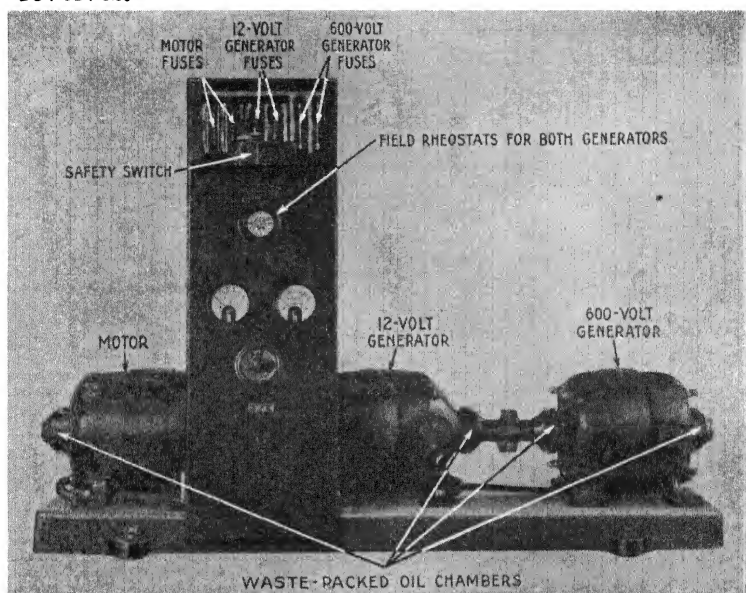 MOTOR
FUSES
12-VOLT
GENERATOR
FUSES
600-VOLT
GENERATOR
FUSES
SAFETY SWITCH
FIELD RHEOSTATS FOR BOTH GENERATORS
MOTOR
12-VOLT
GENERATOR
600-VOLT
GENERATOR
WASTE-PACKED OIL CHAMBERS